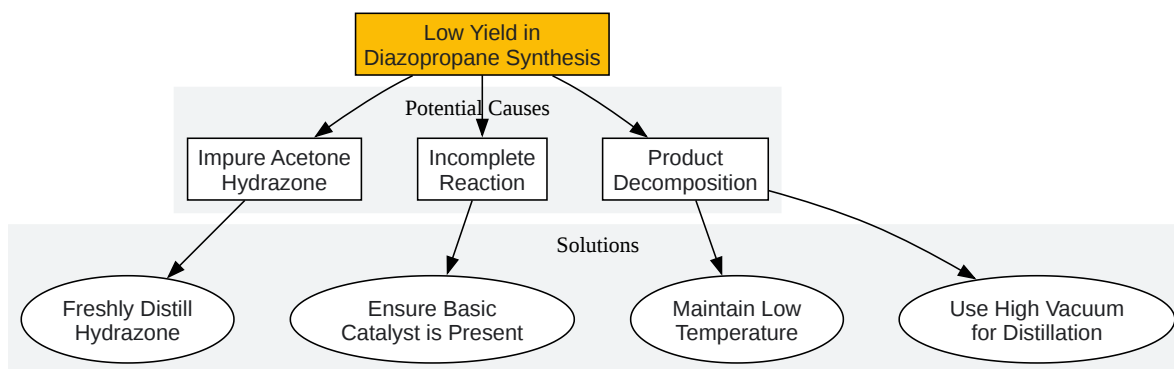 Low Yield in
Diazopropane Synthesis
Potential Causes
Impure Acetone
Hydrazone
Incomplete
Reaction
Product
Decomposition
Solutions
Freshly Distill
Hydrazone
Ensure Basic
Catalyst is Present
Maintain Low
Temperature
Use High Vacuum
for Distillation